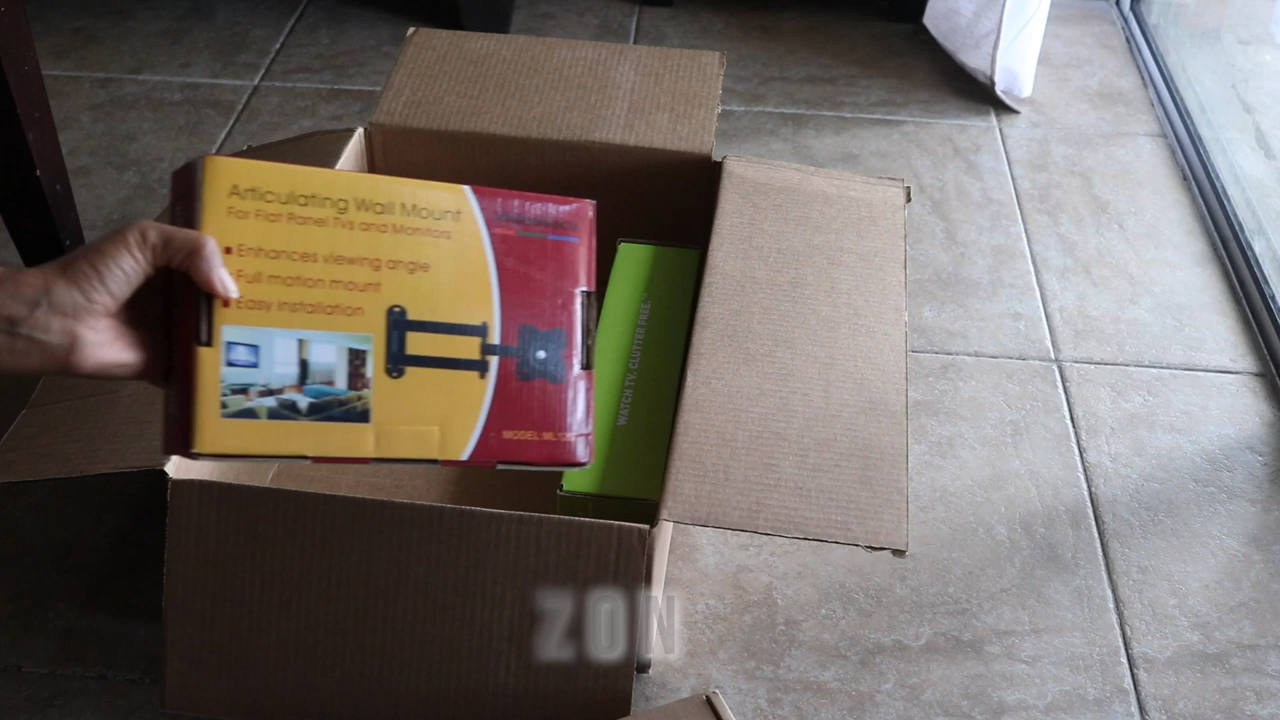 Articulating Wall Mount
For Flat Panel TVs and Monitors
Enhances viewing angle
Full motion mount
Easy installation
MODEL:
WATCH TV. CLUTTER FREE.
ZON